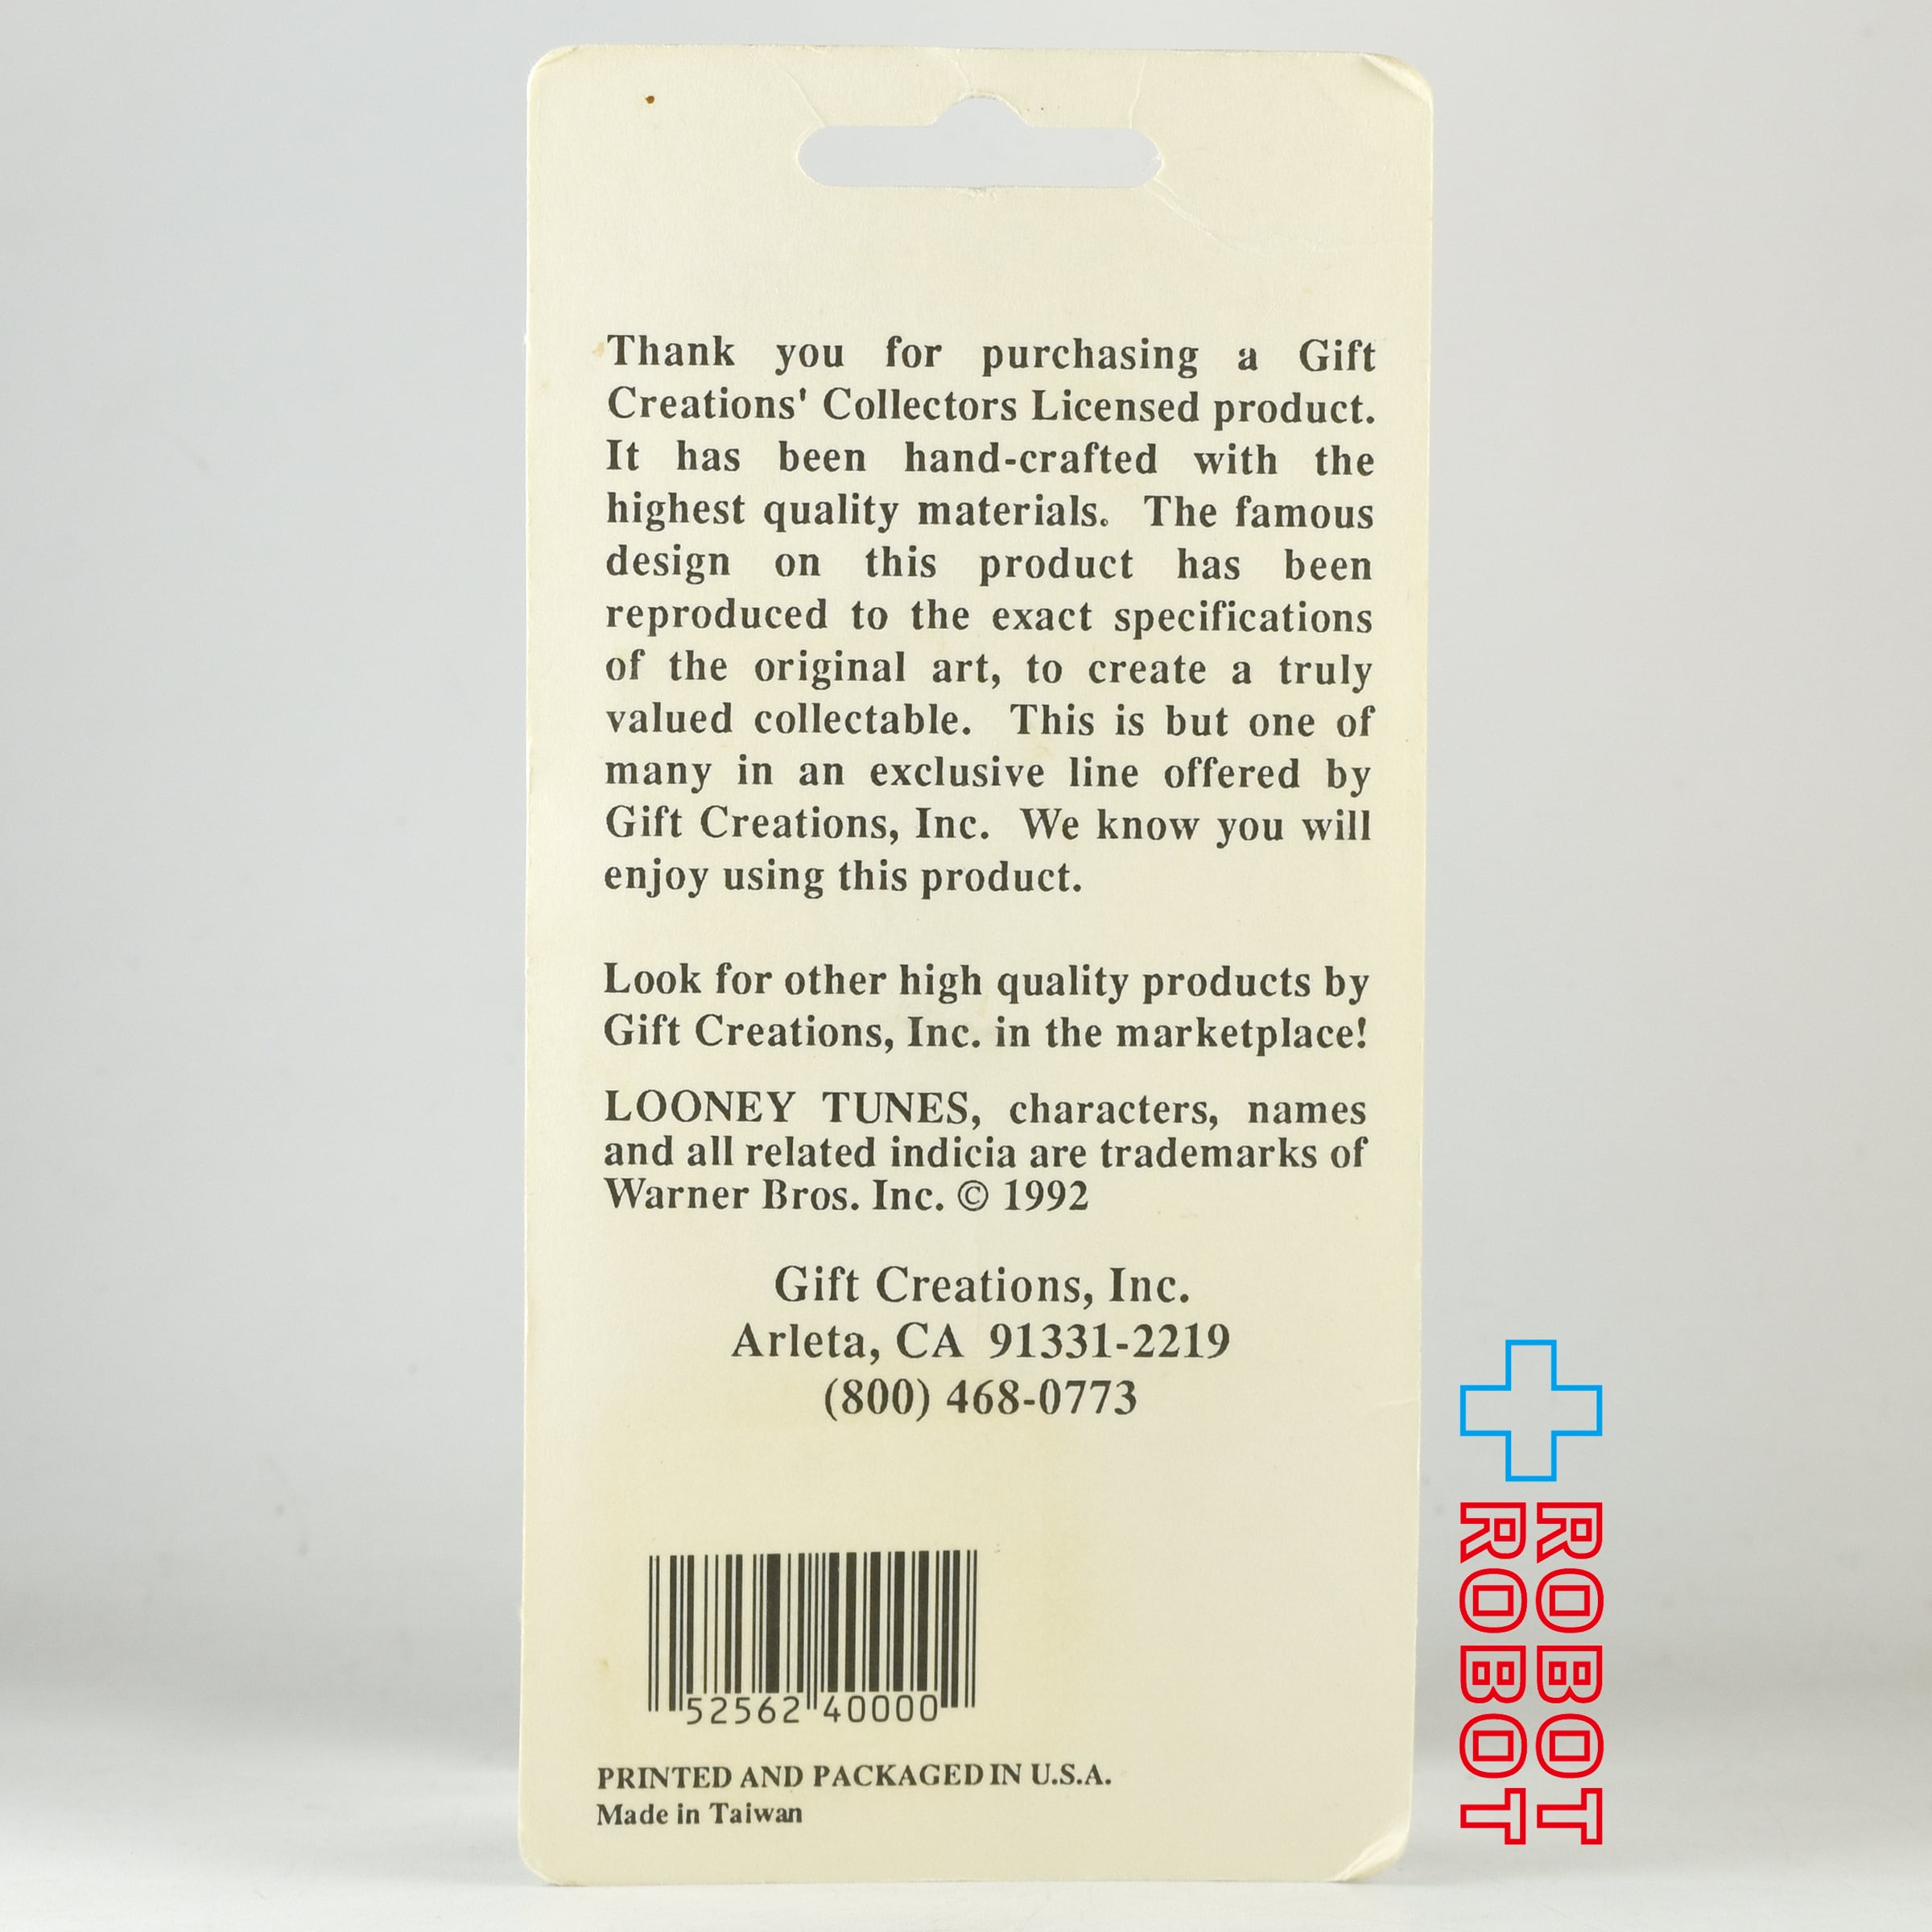 Thank you for purchasing a Gift
Creations' Collectors Licensed product.
It has been hand-crafted with the
highest quality materials. The famous
design on this product has been
reproduced to the exact specifications
of the original art, to create a truly
valued collectable. This is but one of
many in an exclusive line offered by
Gift Creations, Inc. We know you will
enjoy using this product.
Look for other high quality products by
Gift Creations, Inc. in the marketplace!
LOONEY TUNES, characters, names
and all related indicia are trademarks of
Warner Bros. Inc. © 1992
Gift Creations, Inc.
Arleta, CA 91331-2219
(800) 468-0773
52562 40000
PRINTED AND PACKAGED IN U.S.A.
Made in Taiwan
ROBOT
ROBOT